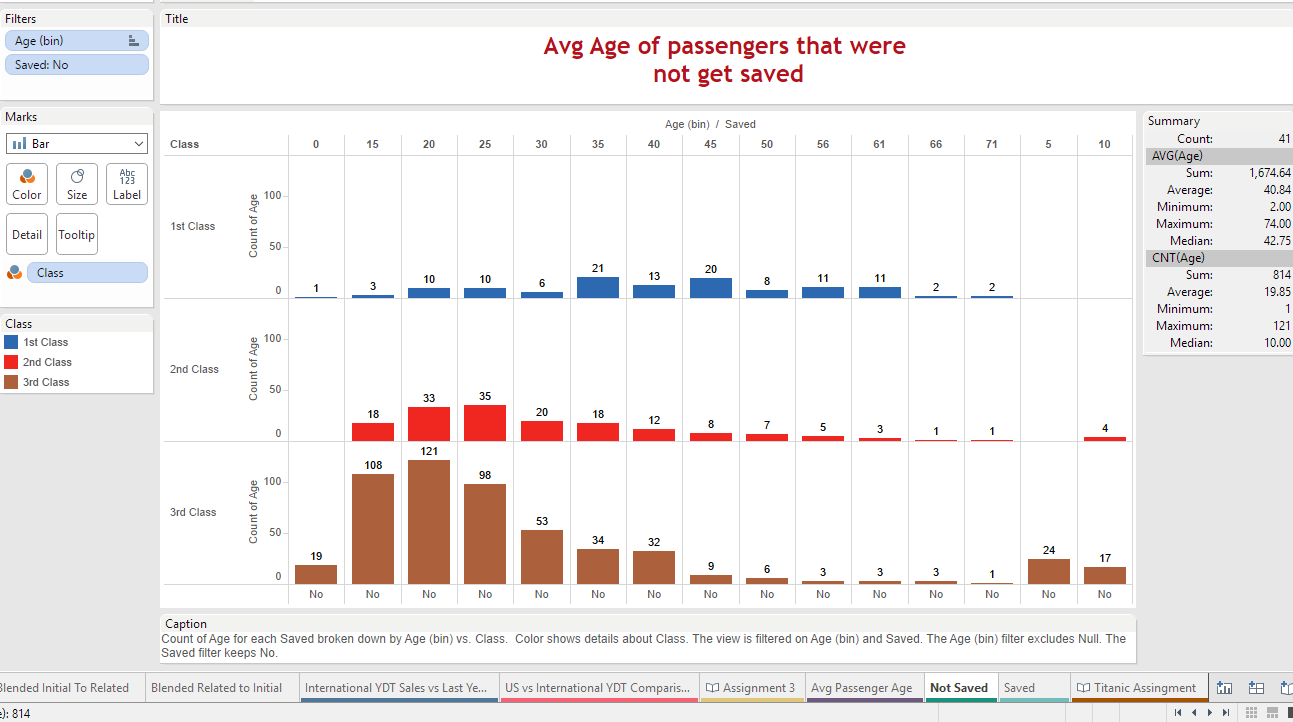 Filters
Age (bin)
Saved: No
Marks
Bar
Color Size Label
Abc
123
Detail Tooltip
Class
Class
1st Class
2nd Class
3rd Class
Title
Avg Age of passengers that were
not get saved
Age (bin) / Saved
Class 0 15 20 25 30 35 40 45 50 56 61 66 71 5 10
1st Class
Count of Age
100
50
0
1 3 10 10 6 21 13 20 8 11 11 2 2
2nd Class
Count of Age
100
50
0
18 33 35 20 18 12 8 7 5 3 1 1 4
3rd Class
Count of Age
100
50
0
19 108 121 98 53 34 32 9 6 3 3 3 1 24 17
No No No No No No No No No No No No No No No
Summary
Count: 41
AVG(Age)
Sum: 1,674.64
Average: 40.84
Minimum: 2.00
Maximum: 74.00
Median: 42.75
CNT(Age)
Sum: 814
Average: 19.85
Minimum: 1
Maximum: 121
Median: 10.00
Caption
Count of Age for each Saved broken down by Age (bin) vs. Class.  Color shows details about Class. The view is filtered on Age (bin) and Saved. The Age (bin) filter excludes Null. The
Saved filter keeps No.
Blended Initial To Related Blended Related to Initial International YDT Sales vs Last Ye... US vs International YDT Comparis... Assignment 3 Avg Passenger Age Not Saved Saved Titanic Assingment
e): 814